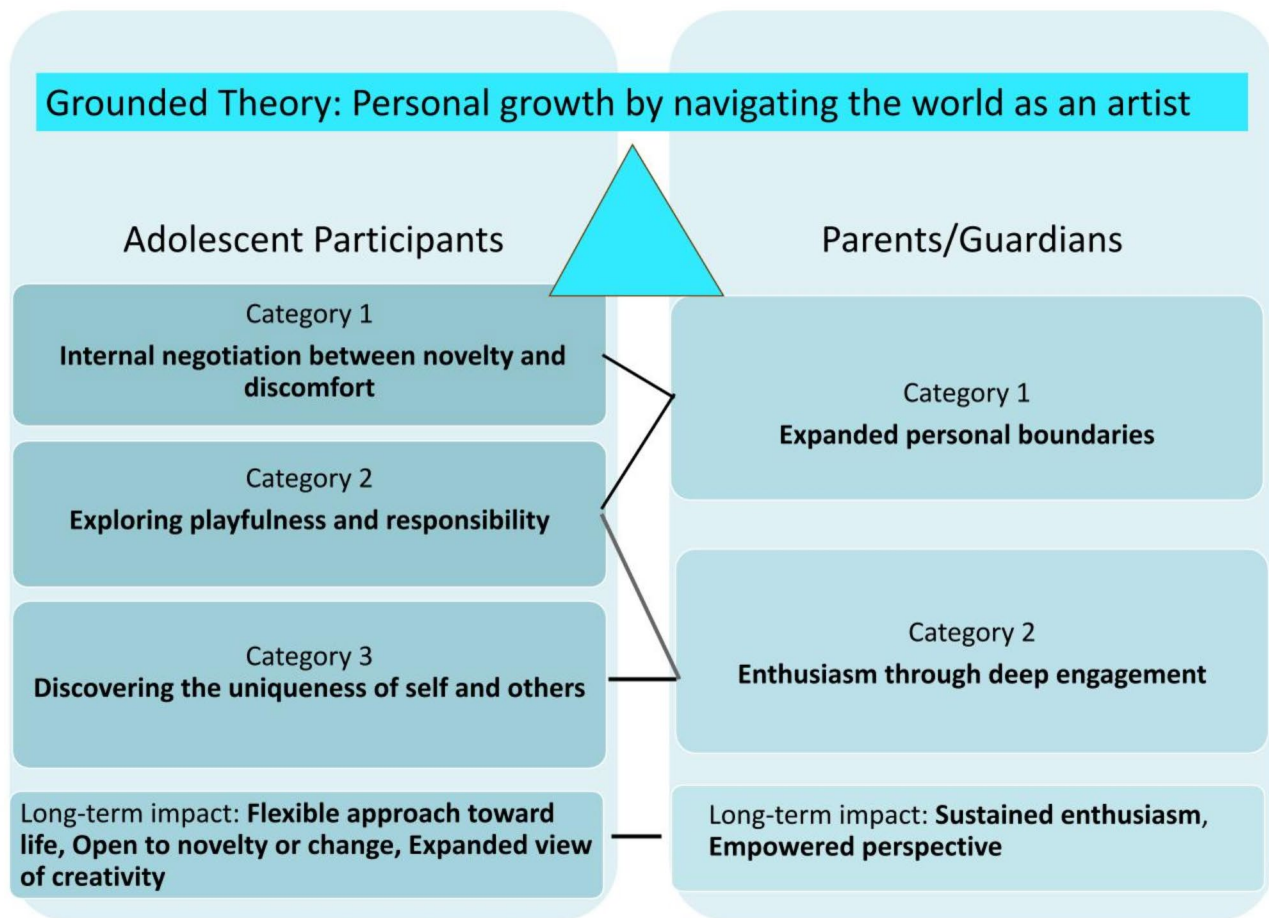 Grounded Theory: Personal growth by navigating the world as an artist
Adolescent Participants
Category 1
Internal negotiation between novelty and
discomfort
Category 2
Exploring playfulness and responsibility
Category 3
Discovering the uniqueness of self and others
Long-term impact: Flexible approach toward
life, Open to novelty or change, Expanded view
of creativity
Parents/Guardians
Category 1
Expanded personal boundaries
Category 2
Enthusiasm through deep engagement
Long-term impact: Sustained enthusiasm,
Empowered perspective